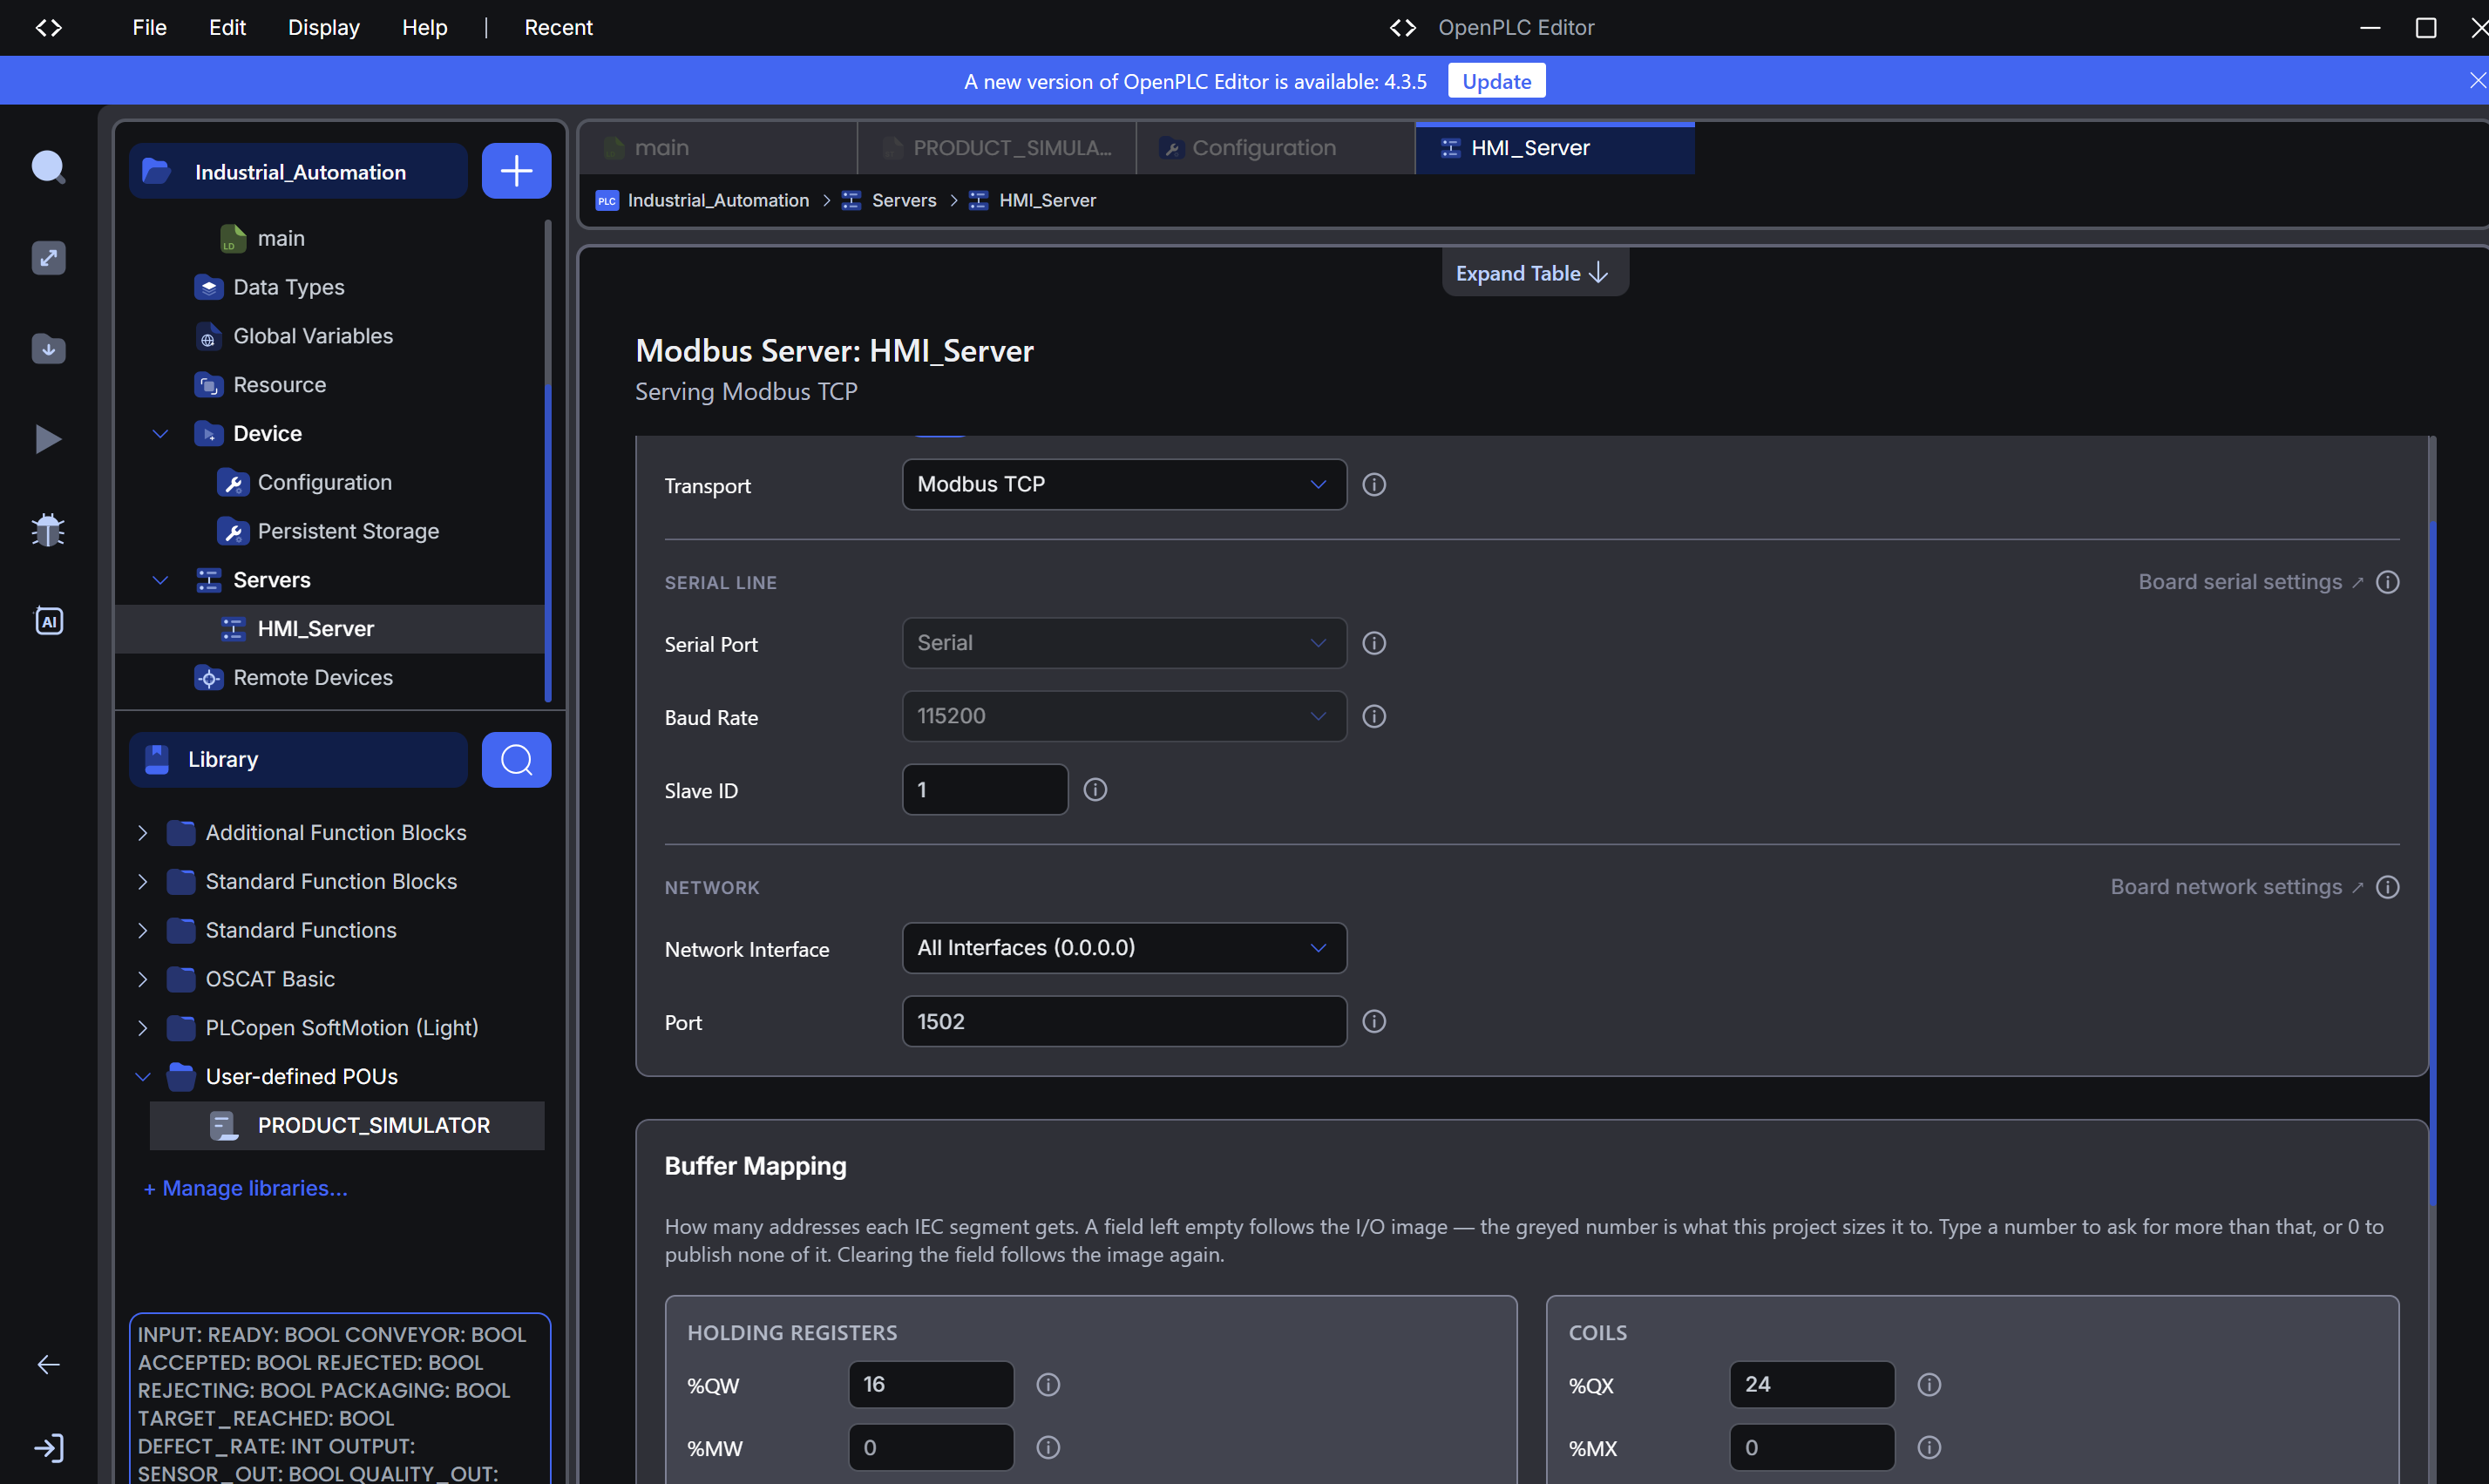 File Edit Display Help | Recent
OpenPLC Editor
A new version of OpenPLC Editor is available: 4.3.5 Update
Industrial_Automation
main
Data Types
Global Variables
Resource
Device
Configuration
Persistent Storage
Servers
HMI_Server
Remote Devices
Library
Additional Function Blocks
Standard Function Blocks
Standard Functions
OSCAT Basic
PLCopen SoftMotion (Light)
User-defined POUs
PRODUCT_SIMULATOR
+ Manage libraries...
INPUT: READY: BOOL CONVEYOR: BOOL
ACCEPTED: BOOL REJECTED: BOOL
REJECTING: BOOL PACKAGING: BOOL
TARGET_REACHED: BOOL
DEFECT_RATE: INT OUTPUT:
SENSOR_OUT: BOOL QUALITY_OUT:
AI
LD
main PRODUCT_SIMULA... Configuration HMI_Server
PLC Industrial_Automation > Servers > HMI_Server
Expand Table ↓
Modbus Server: HMI_Server
Serving Modbus TCP
Transport Modbus TCP
SERIAL LINE Board serial settings ↗
Serial Port Serial
Baud Rate 115200
Slave ID 1
NETWORK Board network settings ↗
Network Interface All Interfaces (0.0.0.0)
Port 1502
Buffer Mapping
How many addresses each IEC segment gets. A field left empty follows the I/O image — the greyed number is what this project sizes it to. Type a number to ask for more than that, or 0 to
publish none of it. Clearing the field follows the image again.
HOLDING REGISTERS
%QW 16
%MW 0
COILS
%QX 24
%MX 0